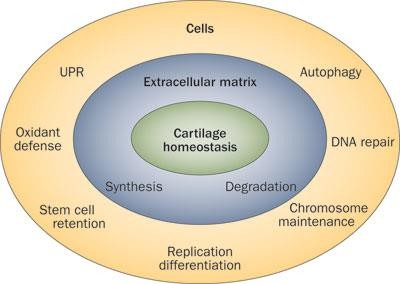 Cells
UPR
Autophagy
Extracellular matrix
Oxidant
defense
Cartilage
homeostasis
DNA repair
Synthesis
Degradation
Stem cell
retention
Chromosome
maintenance
Replication
differentiation